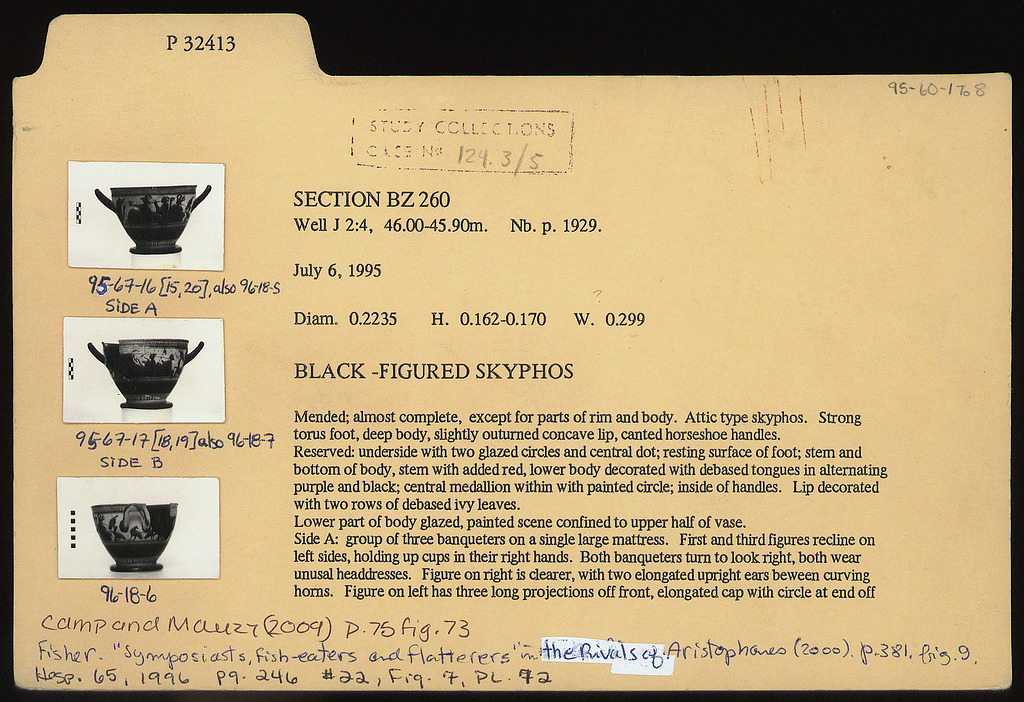 P 32413
95-60-1 to 8
STUDY COLLECTIONS
CASE No 124.3/5
SECTION BZ 260
Well J 2:4, 46.00-45.90m. Nb. p. 1929.
July 6, 1995
Diam. 0.2235 H. 0.162-0.170 W. 0.299
BLACK -FIGURED SKYPHOS
Mended; almost complete, except for parts of rim and body. Attic type skyphos. Strong
torus foot, deep body, slightly outurned concave lip, canted horseshoe handles.
Reserved: underside with two glazed circles and central dot; resting surface of foot; stem and
bottom of body, stem with added red, lower body decorated with debased tongues in alternating
purple and black; central medallion within with painted circle; inside of handles. Lip decorated
with two rows of debased ivy leaves.
Lower part of body glazed, painted scene confined to upper half of vase.
Side A: group of three banqueters on a single large mattress. First and third figures recline on
left sides, holding up cups in their right hands. Both banqueters turn to look right, both wear
unusual headdresses. Figure on right is clearer, with two elongated upright ears beween curving
horns. Figure on left has three long projections off front, elongated cap with circle at end off
95-67-16 [15, 20], also 96-18-5
SIDE A
95-67-17 [18, 19] also 96-18-7
SIDE B
96-18-6
Camp and Mauzy (2009) p. 75 fig. 73
Fisher. "Symposiasts, fish-eaters and flatterers" in the Rivals of Aristophanes (2000). p. 381. fig. 9.
Hesp. 65, 1996 pg. 246 #22, Fig. 7, PL. 72